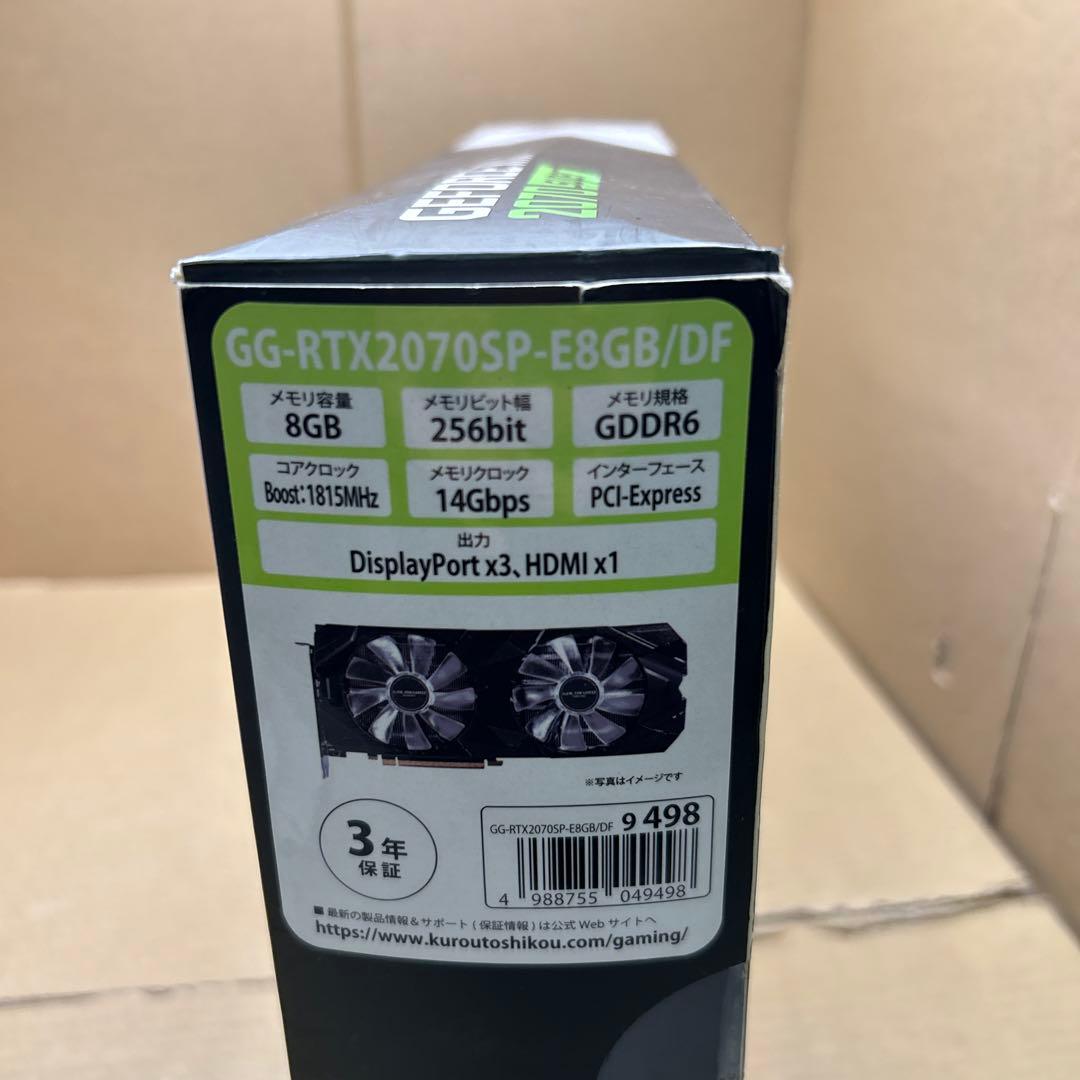 GEFORCE
2070
GG-RTX2070SP-E8GB/DF
メモリ容量
8GB
メモリビット幅
256bit
メモリ規格
GDDR6
コアクロック
Boost:1815MHz
メモリクロック
14Gbps
インターフェース
PCI-Express
出力
DisplayPort x3、HDMI x1
※写真はイメージです
3年
保証
GG-RTX2070SP-E8GB/DF 9 498
4 988755 049498
■ 最新の製品情報&サポート(保証情報)は公式 Web サイトへ
https://www.kuroutoshikou.com/gaming/